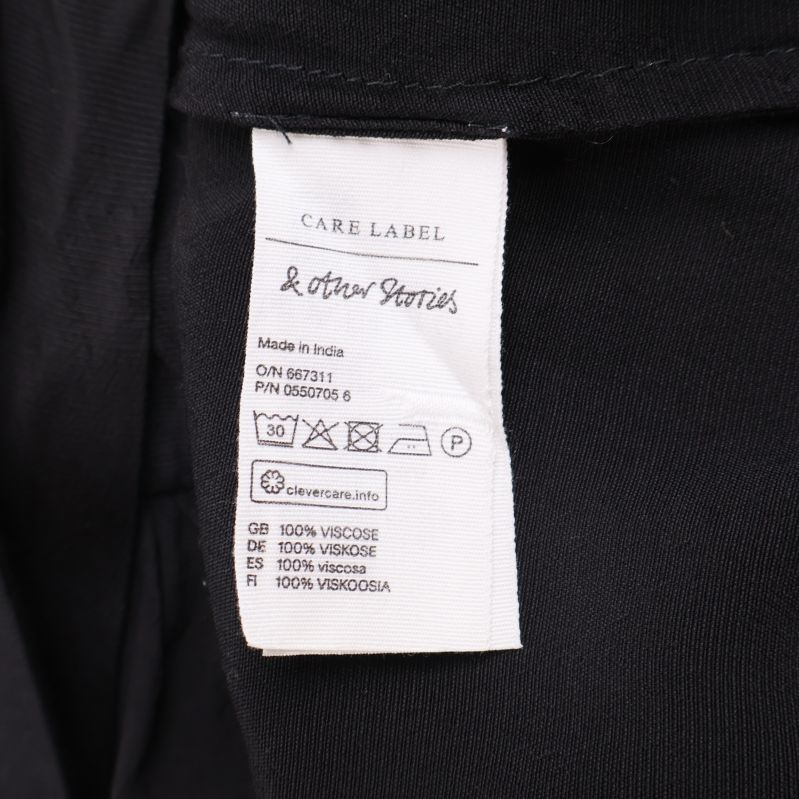 CARE LABEL
& other Stories
Made in India
O/N 667311
P/N 0550705 6
30 P
clevercare.info
GB 100% VISCOSE
DE 100% VISKOSE
ES 100% viscosa
FI 100% VISKOOSIA